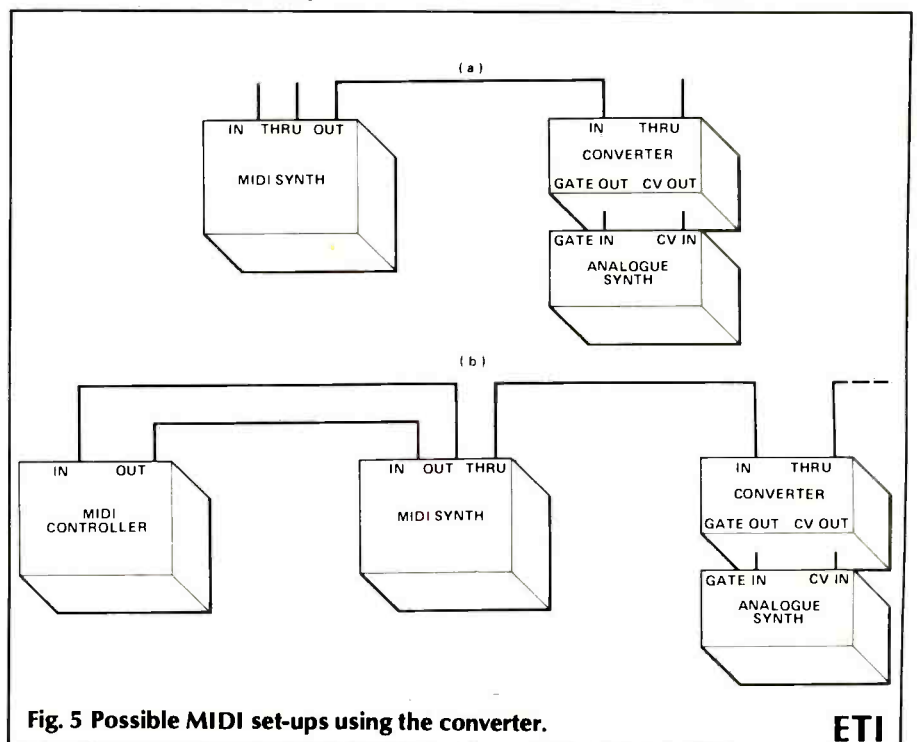 (a)
IN THRU OUT
MIDI SYNTH
IN THRU
CONVERTER
GATE OUT CV OUT
GATE IN CV IN
ANALOGUE
SYNTH
(b)
IN OUT
MIDI
CONTROLLER
IN OUT THRU
MIDI SYNTH
IN THRU
CONVERTER
GATE OUT CV OUT
GATE IN CV IN
ANALOGUE
SYNTH
Fig. 5 Possible MIDI set-ups using the converter.
ETI